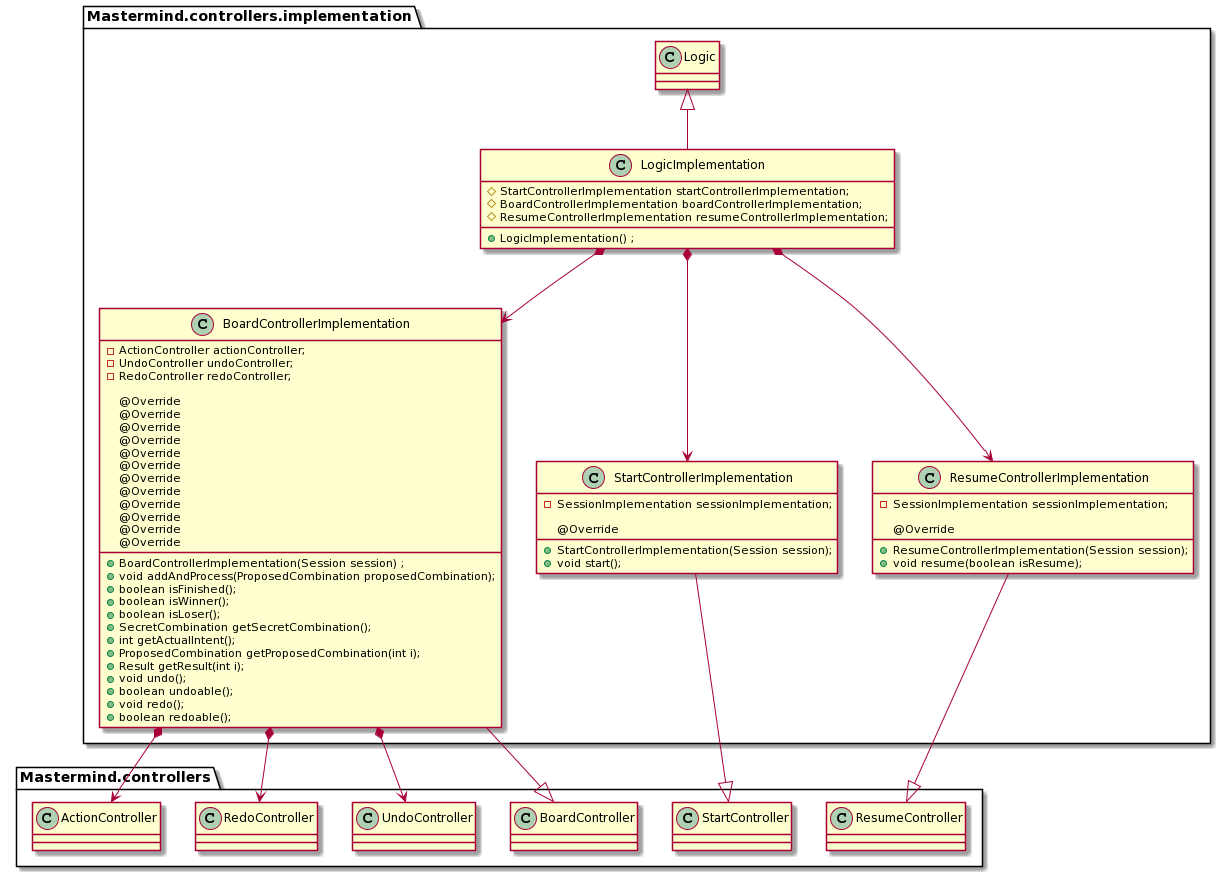 Mastermind.controllers.implementation
C Logic
C LogicImplementation
StartControllerImplementation startControllerImplementation;
BoardControllerImplementation boardControllerImplementation;
ResumeControllerImplementation resumeControllerImplementation;
LogicImplementation() ;
C BoardControllerImplementation
ActionController actionController;
UndoController undoController;
RedoController redoController;
@Override
@Override
@Override
@Override
@Override
@Override
@Override
@Override
@Override
@Override
@Override
@Override
BoardControllerImplementation(Session session) ;
void addAndProcess(ProposedCombination proposedCombination);
boolean isFinished();
boolean isWinner();
boolean isLoser();
SecretCombination getSecretCombination();
int getActualIntent();
ProposedCombination getProposedCombination(int i);
Result getResult(int i);
void undo();
boolean undoable();
void redo();
boolean redoable();
C StartControllerImplementation
SessionImplementation sessionImplementation;
@Override
StartControllerImplementation(Session session);
void start();
C ResumeControllerImplementation
SessionImplementation sessionImplementation;
@Override
ResumeControllerImplementation(Session session);
void resume(boolean isResume);
Mastermind.controllers
C ActionController
C RedoController
C UndoController
C BoardController
C StartController
C ResumeController